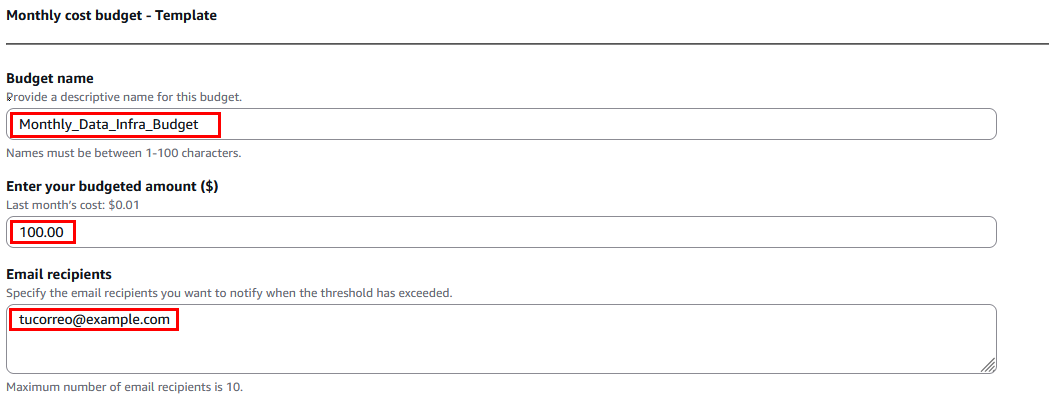 Monthly cost budget - Template
Budget name
Provide a descriptive name for this budget.
Monthly_Data_Infra_Budget
Names must be between 1-100 characters.
Enter your budgeted amount ($)
Last month's cost: $0.01
100.00
Email recipients
Specify the email recipients you want to notify when the threshold has exceeded.
tucorreo@example.com
Maximum number of email recipients is 10.